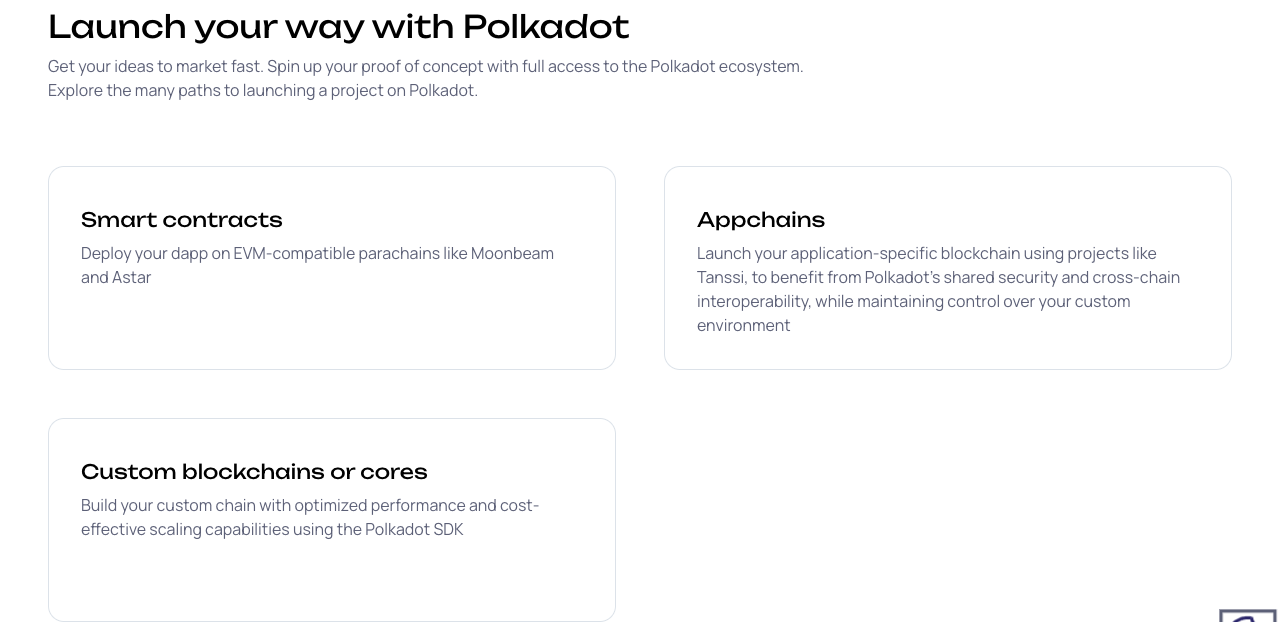 Launch your way with Polkadot
Get your ideas to market fast. Spin up your proof of concept with full access to the Polkadot ecosystem.
Explore the many paths to launching a project on Polkadot.
Smart contracts
Deploy your dapp on EVM-compatible parachains like Moonbeam
and Astar
Appchains
Launch your application-specific blockchain using projects like
Tanssi, to benefit from Polkadot's shared security and cross-chain
interoperability, while maintaining control over your custom
environment
Custom blockchains or cores
Build your custom chain with optimized performance and cost-
effective scaling capabilities using the Polkadot SDK